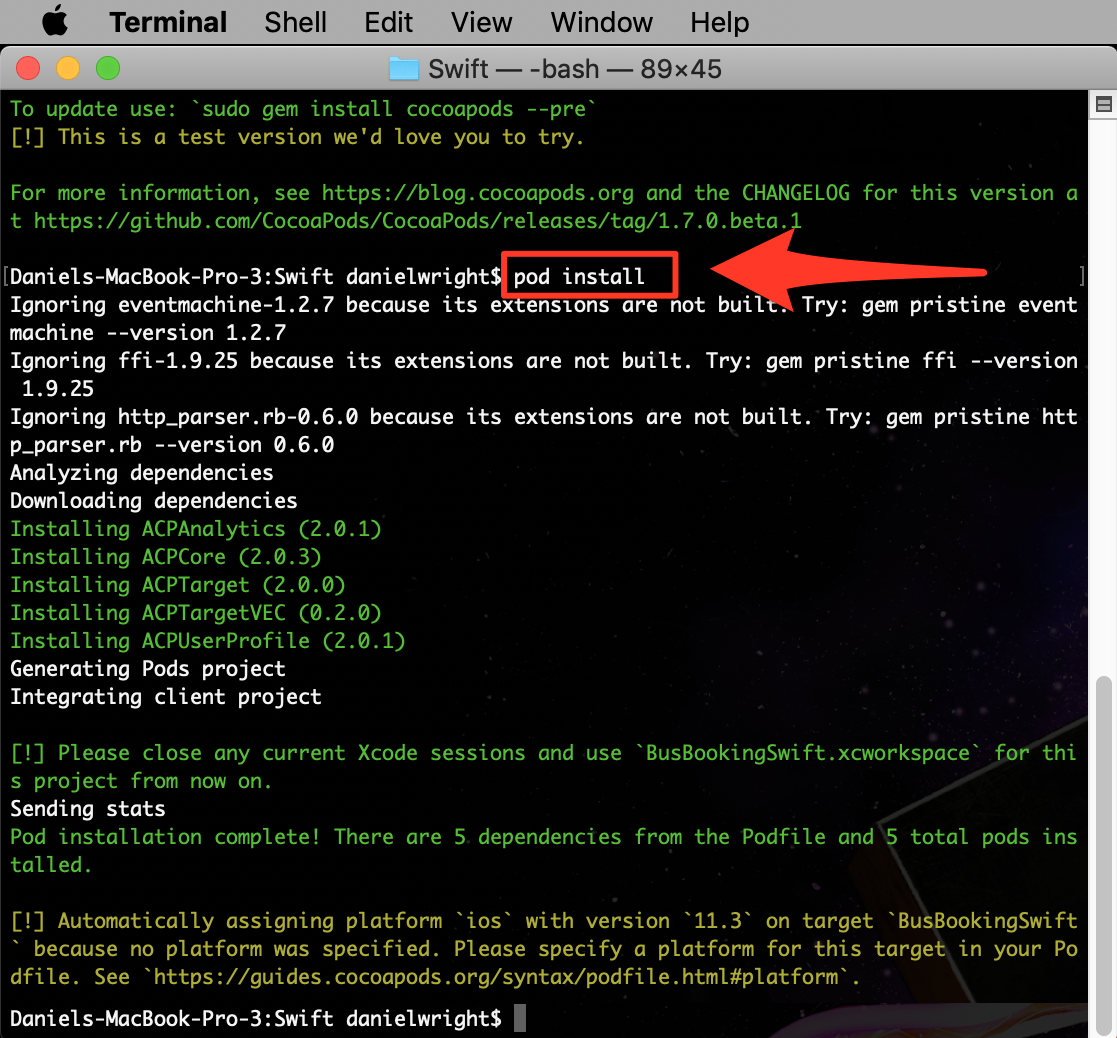 Terminal Shell Edit View Window Help
Swift — -bash — 89×45
To update use: `sudo gem install cocoapods --pre`
[!] This is a test version we'd love you to try.
For more information, see https://blog.cocoapods.org and the CHANGELOG for this version a
t https://github.com/CocoaPods/CocoaPods/releases/tag/1.7.0.beta.1
[Daniels-MacBook-Pro-3:Swift danielwright$ pod install ]
Ignoring eventmachine-1.2.7 because its extensions are not built. Try: gem pristine event
machine --version 1.2.7
Ignoring ffi-1.9.25 because its extensions are not built. Try: gem pristine ffi --version
 1.9.25
Ignoring http_parser.rb-0.6.0 because its extensions are not built. Try: gem pristine htt
p_parser.rb --version 0.6.0
Analyzing dependencies
Downloading dependencies
Installing ACPAnalytics (2.0.1)
Installing ACPCore (2.0.3)
Installing ACPTarget (2.0.0)
Installing ACPTargetVEC (0.2.0)
Installing ACPUserProfile (2.0.1)
Generating Pods project
Integrating client project
[!] Please close any current Xcode sessions and use `BusBookingSwift.xcworkspace` for thi
s project from now on.
Sending stats
Pod installation complete! There are 5 dependencies from the Podfile and 5 total pods ins
talled.
[!] Automatically assigning platform `ios` with version `11.3` on target `BusBookingSwift
` because no platform was specified. Please specify a platform for this target in your Po
dfile. See `https://guides.cocoapods.org/syntax/podfile.html#platform`.
Daniels-MacBook-Pro-3:Swift danielwright$